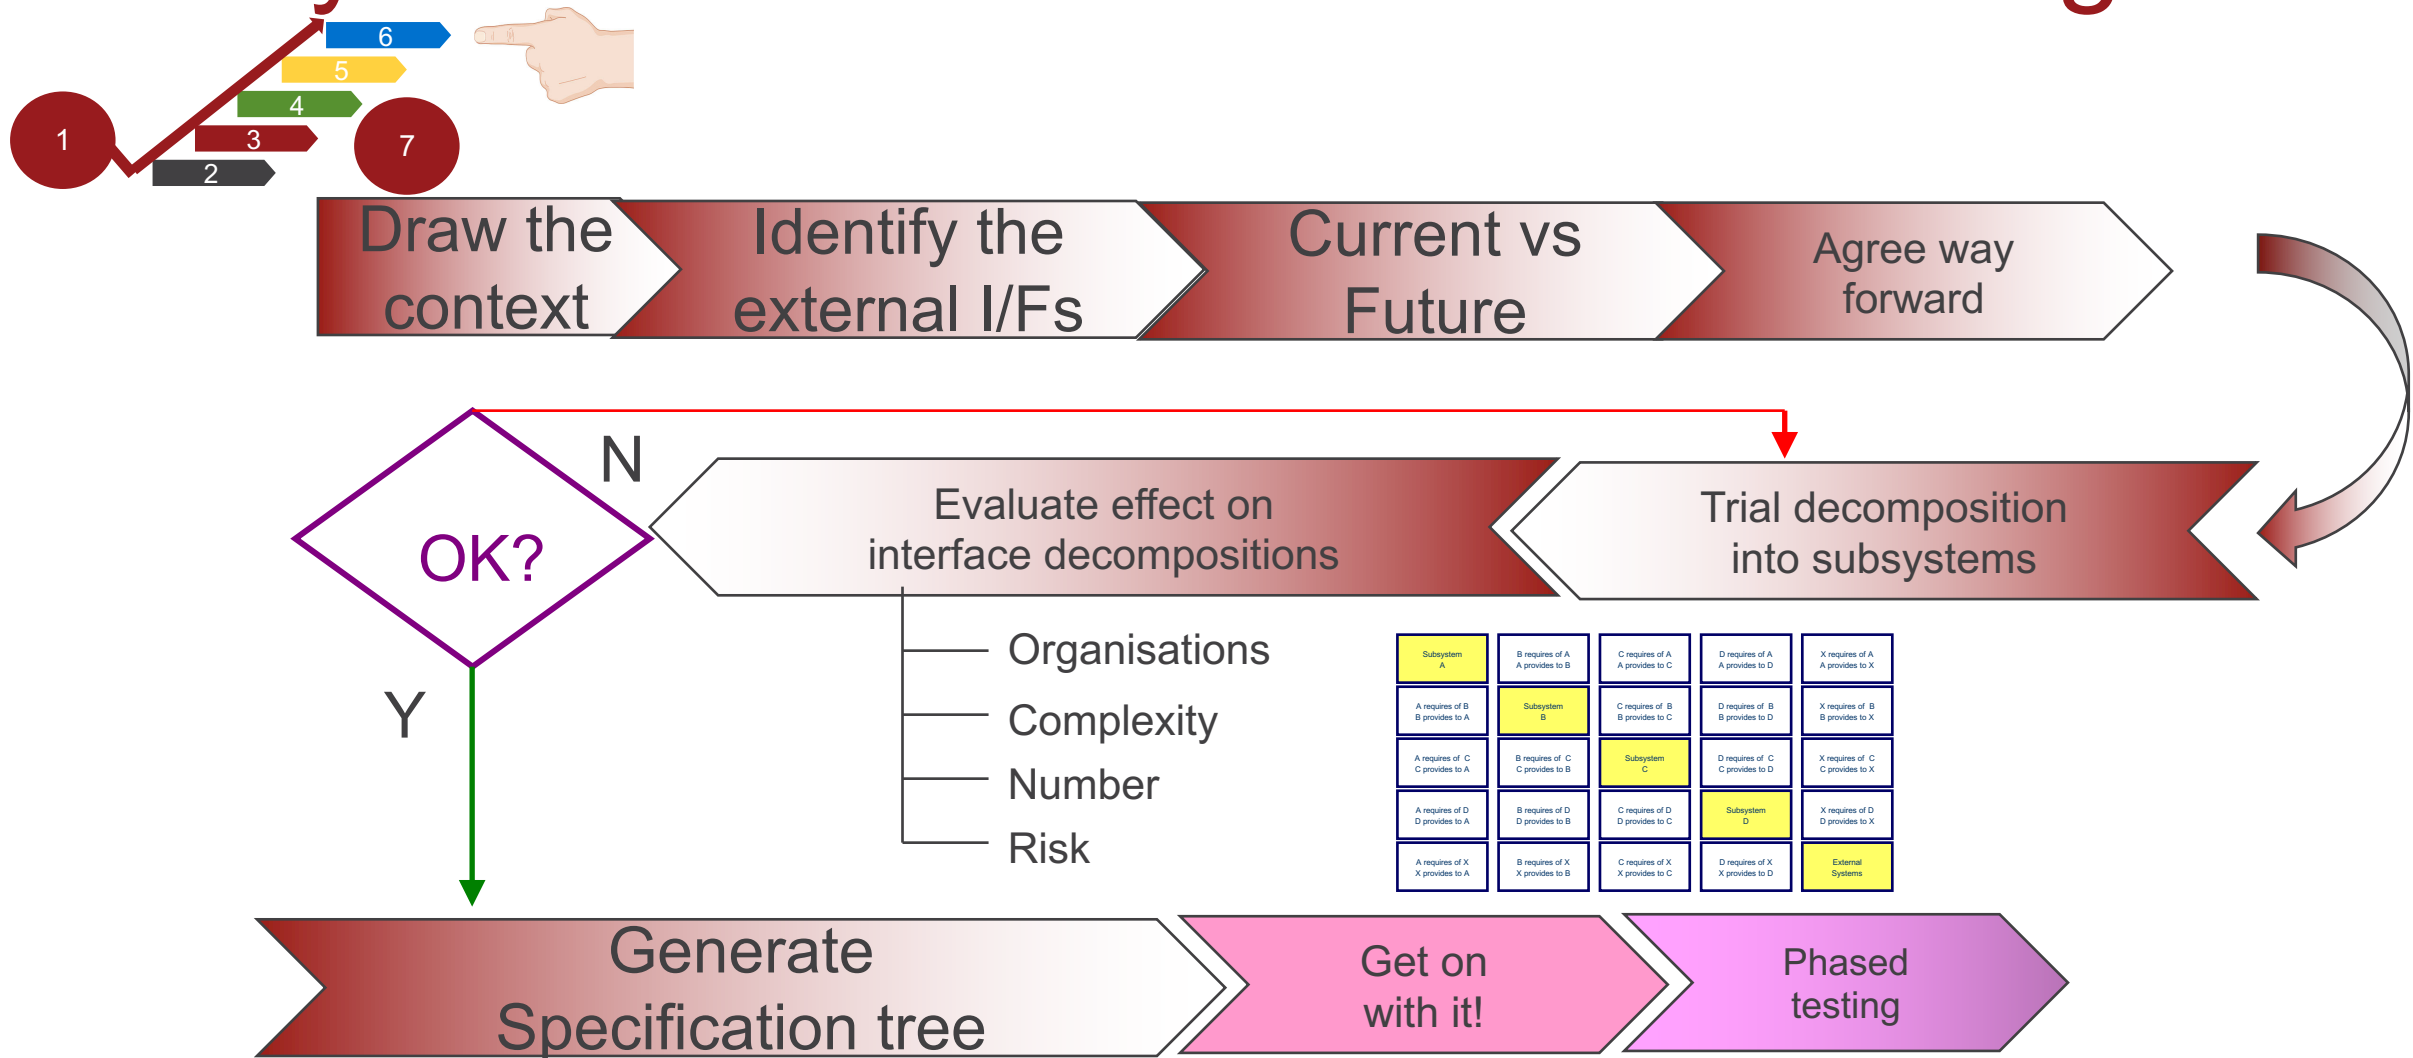 6
5
4
3
2
1
7
Draw the
context
Identify the
external I/Fs
Current vs
Future
Agree way
forward
N
OK?
Y
Evaluate effect on
interface decompositions
Trial decomposition
into subsystems
Organisations
Complexity
Number
Risk
Subsystem
A
B requires of A
A provides to B
C requires of A
A provides to C
D requires of A
A provides to D
X requires of A
A provides to X
A requires of B
B provides to A
Subsystem
B
C requires of B
B provides to C
D requires of B
B provides to D
X requires of B
B provides to X
A requires of C
C provides to A
B requires of C
C provides to B
Subsystem
C
D requires of C
C provides to D
X requires of C
C provides to X
A requires of D
D provides to A
B requires of D
D provides to B
C requires of D
D provides to C
Subsystem
D
X requires of D
D provides to X
A requires of X
X provides to A
B requires of X
X provides to B
C requires of X
X provides to C
D requires of X
X provides to D
External
Systems
Generate
Specification tree
Get on
with it!
Phased
testing